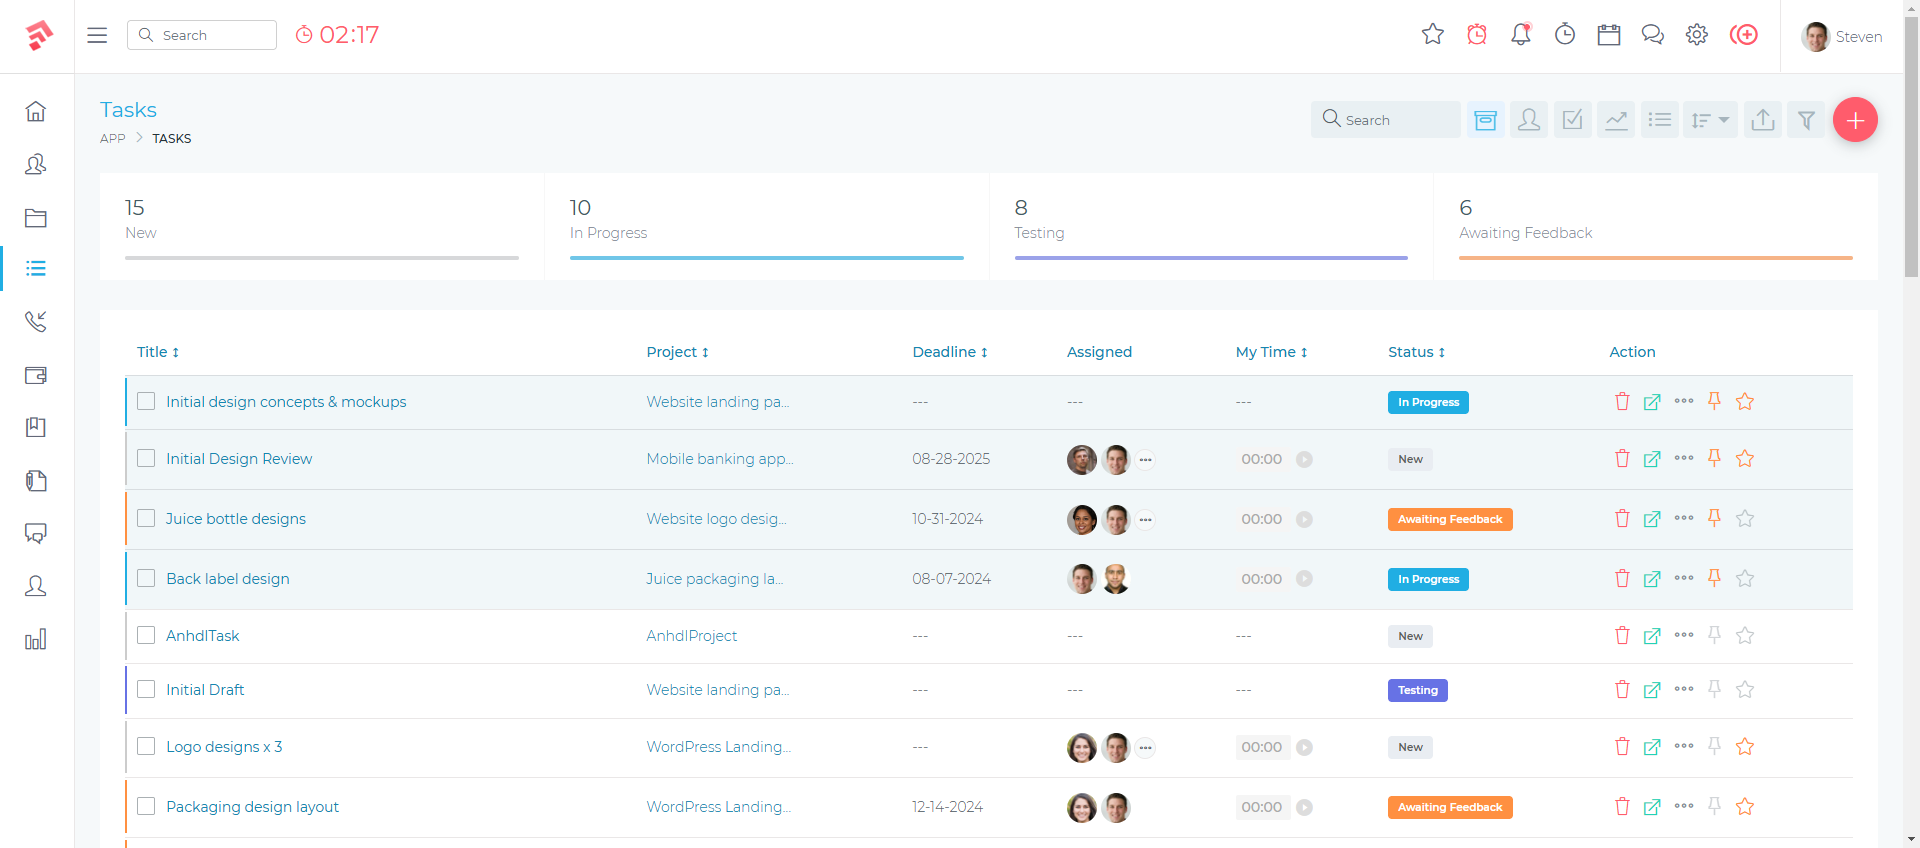 Search
02:17
Steven
Tasks
APP > TASKS
Search
15
New
10
In Progress
8
Testing
6
Awaiting Feedback
Title Project Deadline Assigned My Time Status Action
Initial design concepts & mockups Website landing pa... --- --- --- In Progress
Initial Design Review Mobile banking app... 08-28-2025 00:00 New
Juice bottle designs Website logo desig... 10-31-2024 00:00 Awaiting Feedback
Back label design Juice packaging la... 08-07-2024 00:00 In Progress
AnhdlTask AnhdlProject --- --- --- New
Initial Draft Website landing pa... --- --- --- Testing
Logo designs x 3 WordPress Landing... --- 00:00 New
Packaging design layout WordPress Landing... 12-14-2024 00:00 Awaiting Feedback